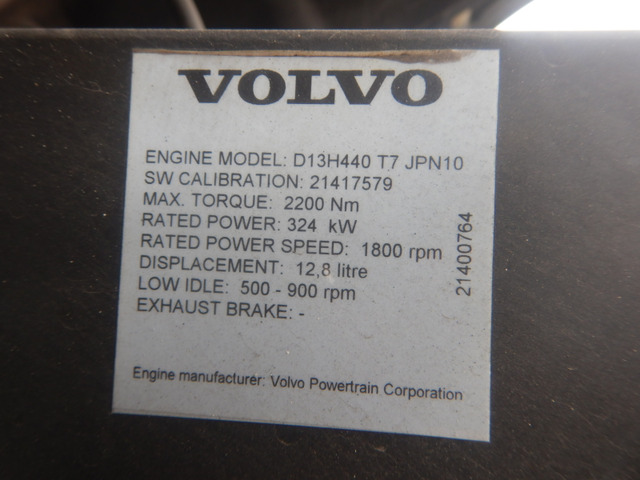 VOLVO
ENGINE MODEL: D13H440 T7 JPN10
SW CALIBRATION: 21417579
MAX. TORQUE: 2200 Nm
RATED POWER: 324 kW
RATED POWER SPEED: 1800 rpm
DISPLACEMENT: 12,8 litre
LOW IDLE: 500 - 900 rpm
EXHAUST BRAKE: -
21400764
Engine manufacturer: Volvo Powertrain Corporation